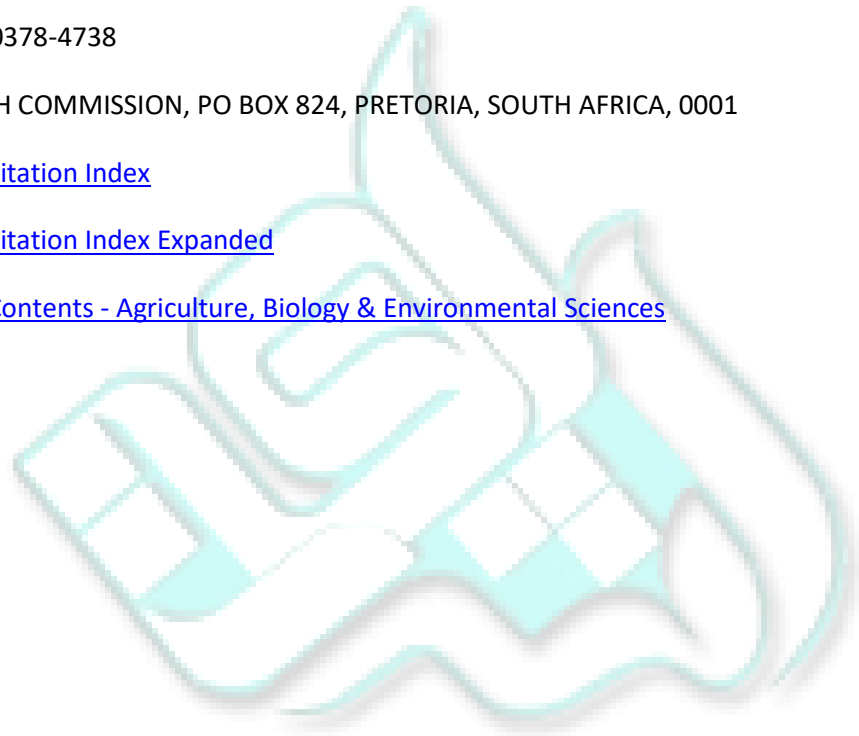 0378-4738
H COMMISSION, PO BOX 824, PRETORIA, SOUTH AFRICA, 0001
itation Index
itation Index Expanded
ontents - Agriculture, Biology & Environmental Sciences